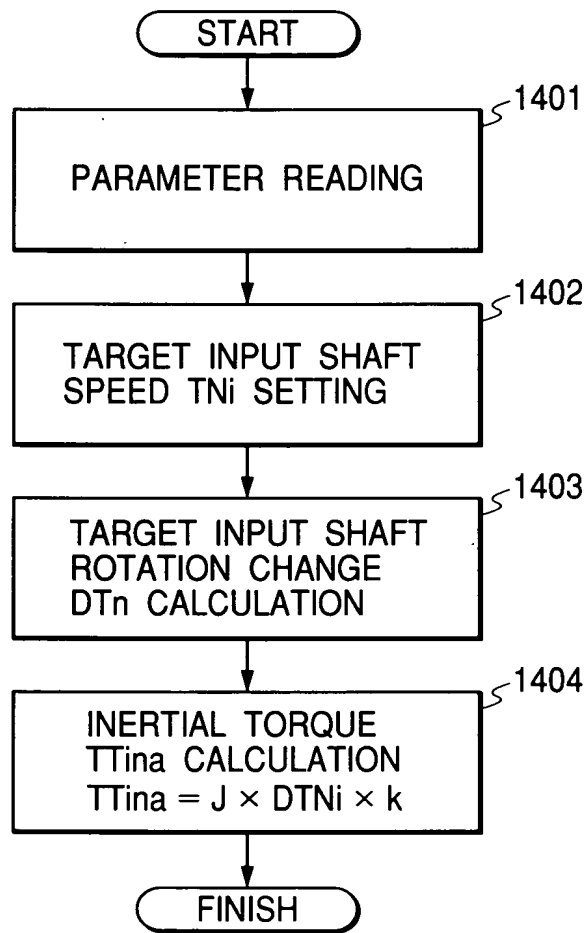 START
1401
PARAMETER READING
1402
TARGET INPUT SHAFT
SPEED TNi SETTING
1403
TARGET INPUT SHAFT
ROTATION CHANGE
DTn CALCULATION
1404
INERTIAL TORQUE
TTina CALCULATION
TTina = J × DTNi × k
FINISH